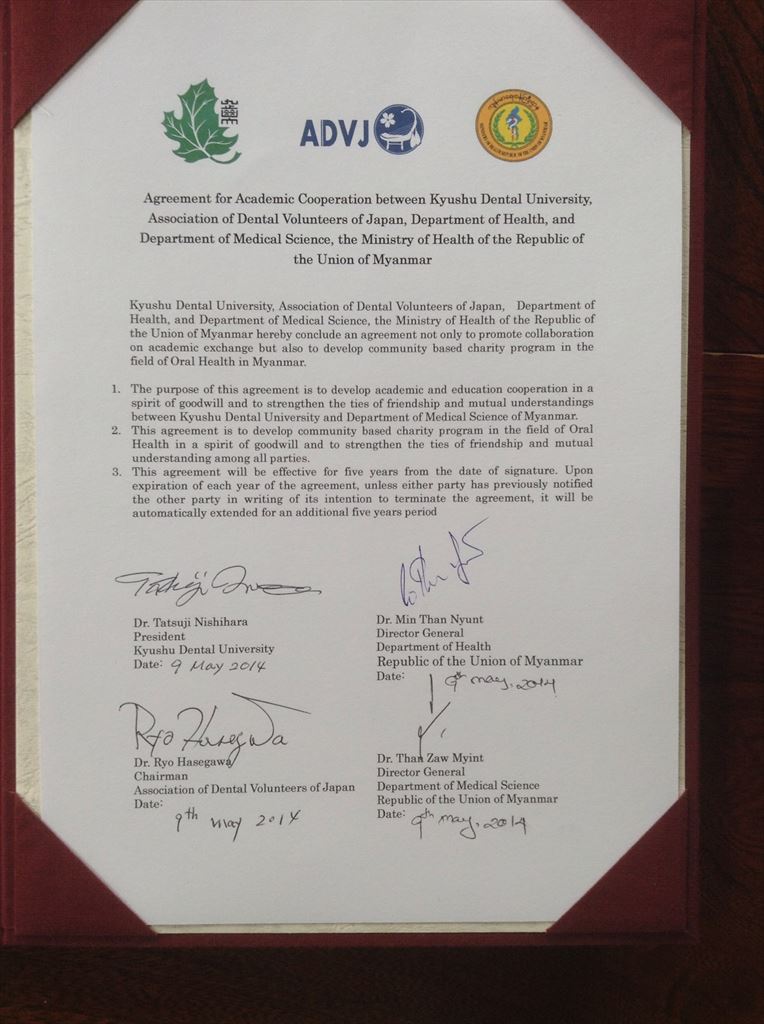 ADVJ
Agreement for Academic Cooperation between Kyushu Dental University,
Association of Dental Volunteers of Japan, Department of Health, and
Department of Medical Science, the Ministry of Health of the Republic of
the Union of Myanmar
Kyushu Dental University, Association of Dental Volunteers of Japan, Department of
Health, and Department of Medical Science, the Ministry of Health of the Republic of
the Union of Myanmar hereby conclude an agreement not only to promote collaboration
on academic exchange but also to develop community based charity program in the
field of Oral Health in Myanmar.
1. The purpose of this agreement is to develop academic and education cooperation in a
spirit of goodwill and to strengthen the ties of friendship and mutual understandings
between Kyushu Dental University and Department of Medical Science of Myanmar.
2. This agreement is to develop community based charity program in the field of Oral
Health in a spirit of goodwill and to strengthen the ties of friendship and mutual
understanding among all parties.
3. This agreement will be effective for five years from the date of signature. Upon
expiration of each year of the agreement, unless either party has previously notified
the other party in writing of its intention to terminate the agreement, it will be
automatically extended for an additional five years period
Dr. Tatsuji Nishihara
President
Kyushu Dental University
Date: 9 May 2014
Dr. Min Than Nyunt
Director General
Department of Health
Republic of the Union of Myanmar
Date: 9th may, 2014
Ryo Hasegawa
Dr. Ryo Hasegawa
Chairman
Association of Dental Volunteers of Japan
Date:
9th may 2014
Dr. Than Zaw Myint
Director General
Department of Medical Science
Republic of the Union of Myanmar
Date: 9th may, 2014